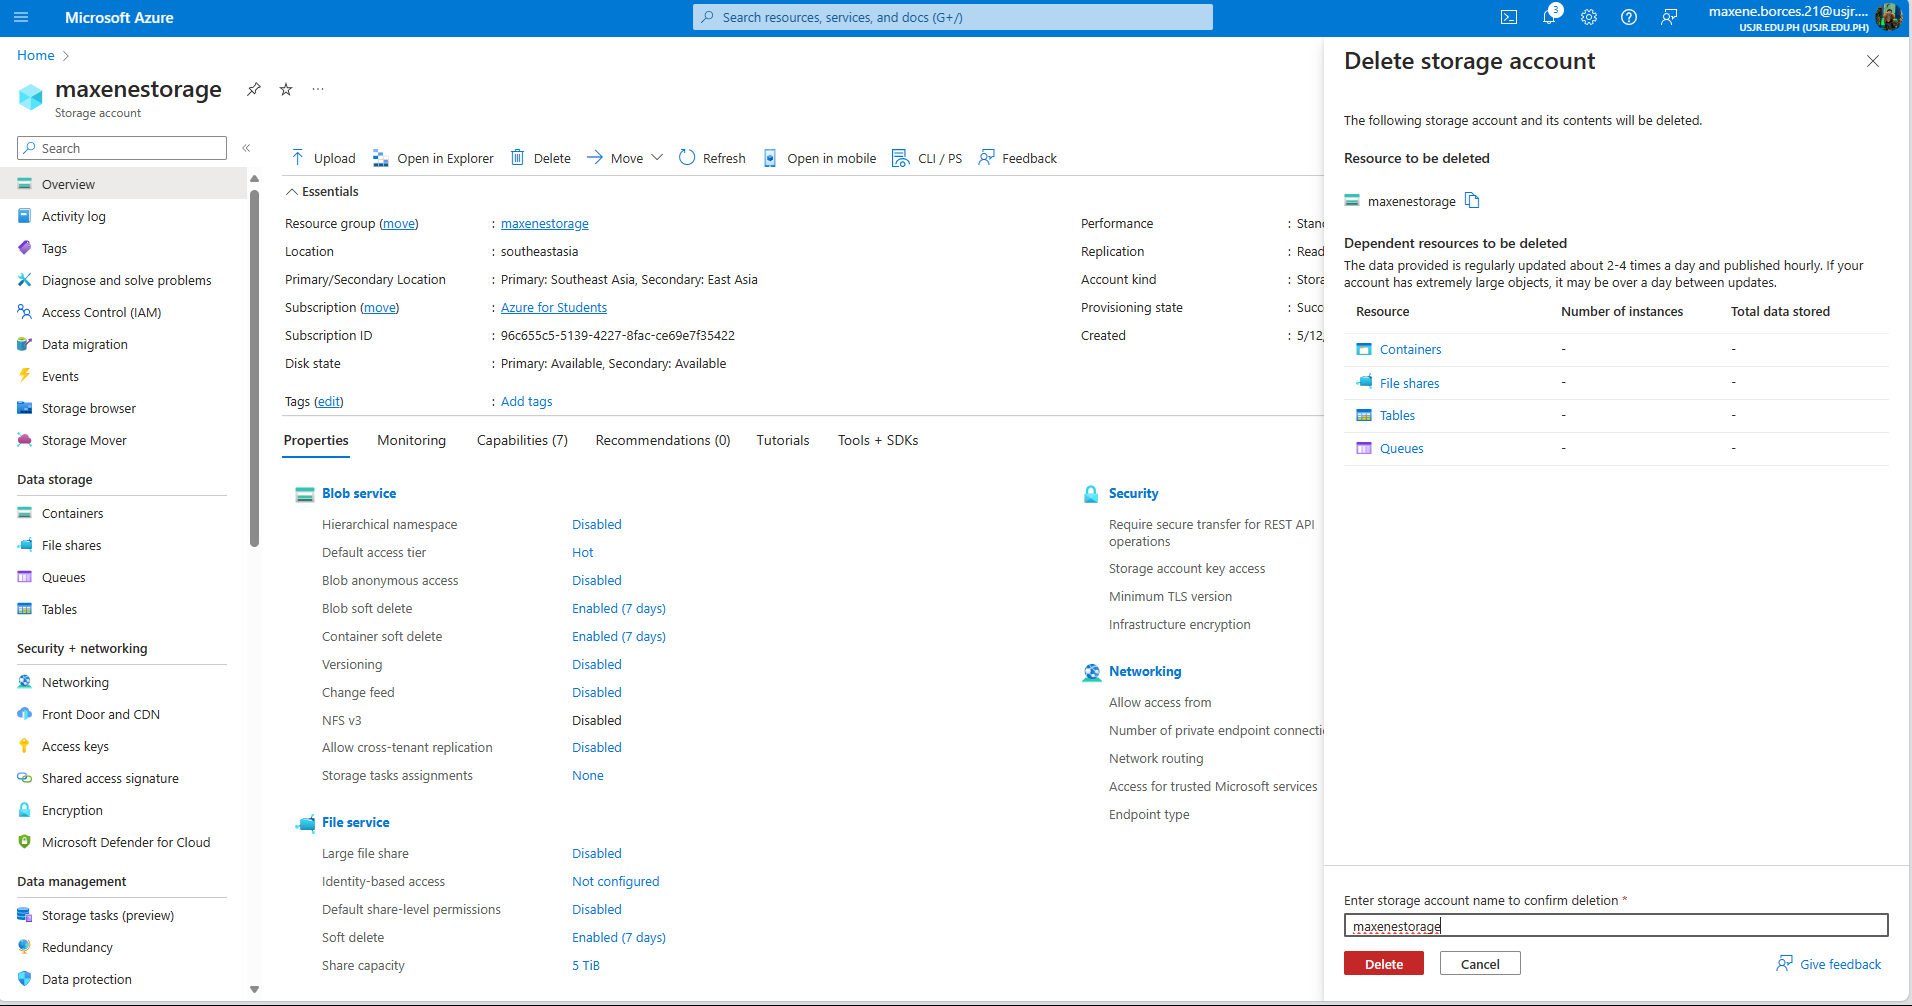 Microsoft Azure
Search resources, services, and docs (G+/)
3
maxene.borces.21@usjr....
USJR.EDU.PH (USJR.EDU.PH)
Home
maxenestorage
Storage account
Search
Overview
Activity log
Tags
Diagnose and solve problems
Access Control (IAM)
Data migration
Events
Storage browser
Storage Mover
Data storage
Containers
File shares
Queues
Tables
Security + networking
Networking
Front Door and CDN
Access keys
Shared access signature
Encryption
Microsoft Defender for Cloud
Data management
Storage tasks (preview)
Redundancy
Data protection
Upload Open in Explorer Delete Move Refresh Open in mobile CLI / PS Feedback
Essentials
Resource group (move) : maxenestorage
Location : southeastasia
Primary/Secondary Location : Primary: Southeast Asia, Secondary: East Asia
Subscription (move) : Azure for Students
Subscription ID : 96c655c5-5139-4227-8fac-ce69e7f35422
Disk state : Primary: Available, Secondary: Available
Tags (edit) : Add tags
Performance : Stan
Replication : Read
Account kind : Stora
Provisioning state : Succ
Created : 5/12,
Properties Monitoring Capabilities (7) Recommendations (0) Tutorials Tools + SDKs
Blob service
Hierarchical namespace Disabled
Default access tier Hot
Blob anonymous access Disabled
Blob soft delete Enabled (7 days)
Container soft delete Enabled (7 days)
Versioning Disabled
Change feed Disabled
NFS v3 Disabled
Allow cross-tenant replication Disabled
Storage tasks assignments None
File service
Large file share Disabled
Identity-based access Not configured
Default share-level permissions Disabled
Soft delete Enabled (7 days)
Share capacity 5 TiB
Security
Require secure transfer for REST API
operations
Storage account key access
Minimum TLS version
Infrastructure encryption
Networking
Allow access from
Number of private endpoint connecti
Network routing
Access for trusted Microsoft services
Endpoint type
Delete storage account
The following storage account and its contents will be deleted.
Resource to be deleted
maxenestorage
Dependent resources to be deleted
The data provided is regularly updated about 2-4 times a day and published hourly. If your
account has extremely large objects, it may be over a day between updates.
Resource Number of instances Total data stored
Containers - -
File shares - -
Tables - -
Queues - -
Enter storage account name to confirm deletion *
maxenestorage
Delete Cancel
Give feedback